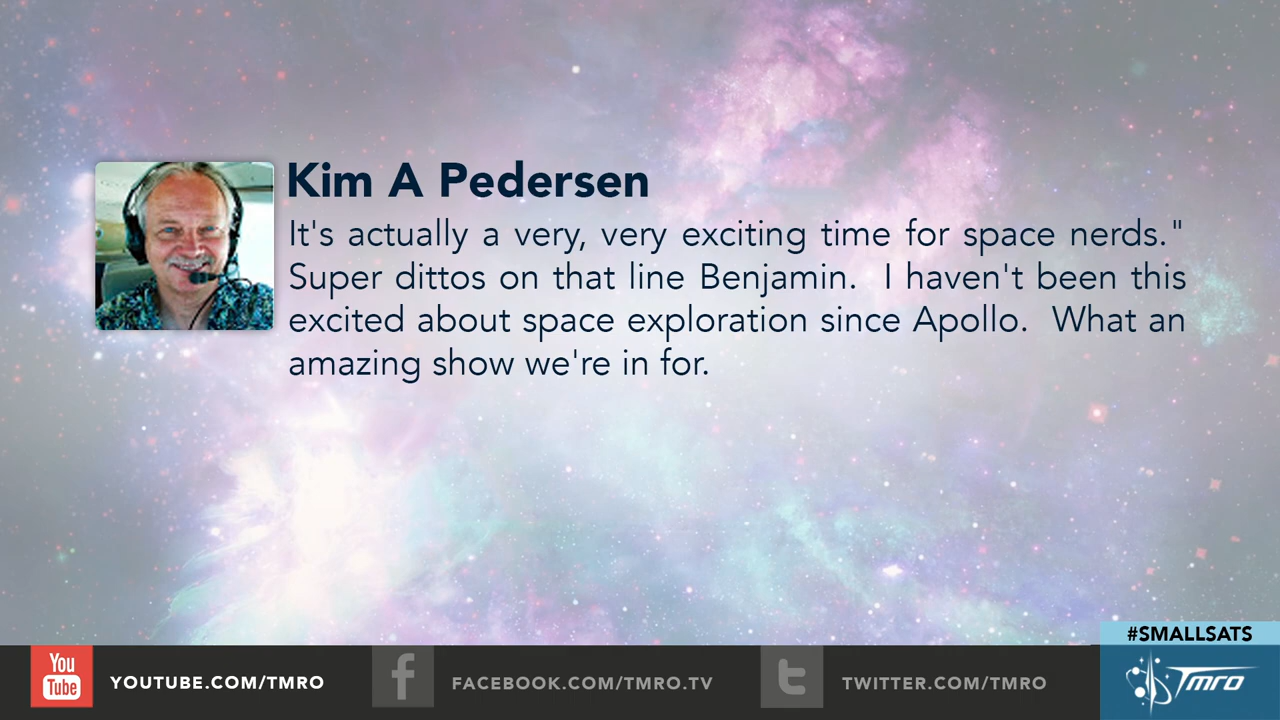 Kim A Pedersen
It's actually a very, very exciting time for space nerds."
Super dittos on that line Benjamin.  I haven't been this
excited about space exploration since Apollo.  What an
amazing show we're in for.
#SMALLSATS
You
Tube
YOUTUBE.COM/TMRO
f
FACEBOOK.COM/TMRO.TV
t
TWITTER.COM/TMRO
Tmro